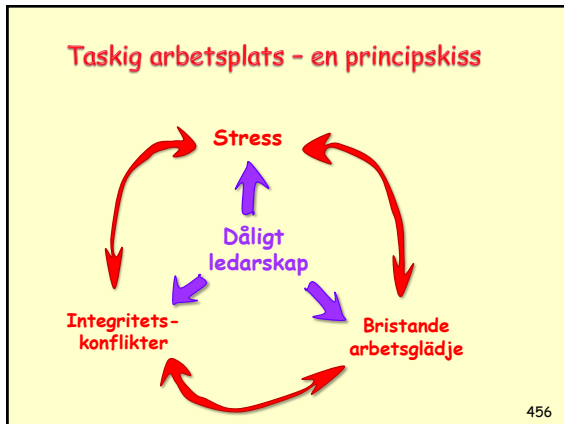 Taskig arbetsplats – en principskiss
Stress
Dåligt
ledarskap
Integritets-
konflikter
Bristande
arbetsglädje
456